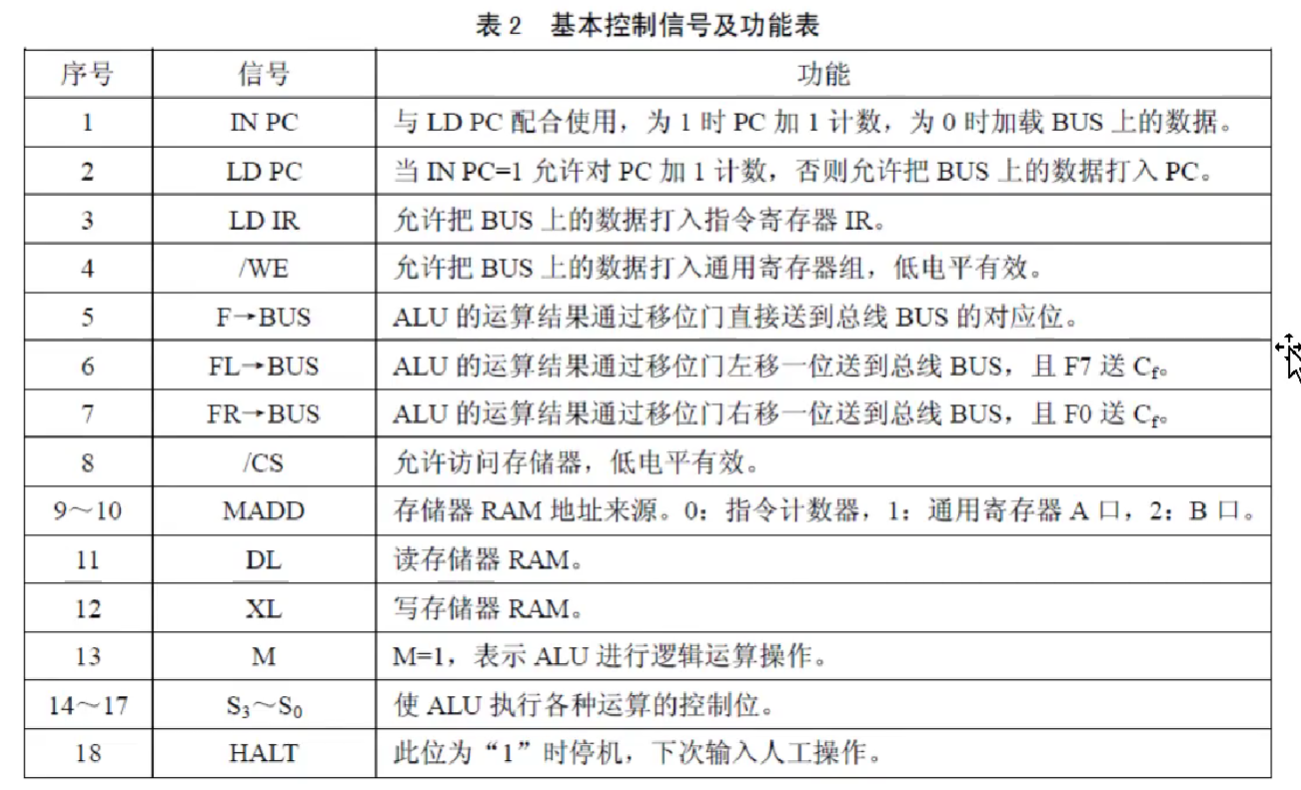 表 2 基本控制信号及功能表
序号 信号 功能
1 IN PC 与 LD PC 配合使用，为 1 时 PC 加 1 计数，为 0 时加载 BUS 上的数据。
2 LD PC 当 IN PC=1 允许对 PC 加 1 计数，否则允许把 BUS 上的数据打入 PC。
3 LD IR 允许把 BUS 上的数据打入指令寄存器 IR。
4 /WE 允许把 BUS 上的数据打入通用寄存器组，低电平有效。
5 F→BUS ALU 的运算结果通过移位门直接送到总线 BUS 的对应位。
6 FL→BUS ALU 的运算结果通过移位门左移一位送到总线 BUS，且 F7 送 Cf。
7 FR→BUS ALU 的运算结果通过移位门右移一位送到总线 BUS，且 F0 送 Cf。
8 /CS 允许访问存储器，低电平有效。
9～10 MADD 存储器 RAM 地址来源。0：指令计数器，1：通用寄存器 A 口，2：B 口。
11 DL 读存储器 RAM。
12 XL 写存储器 RAM。
13 M M=1，表示 ALU 进行逻辑运算操作。
14～17 S3～S0 使 ALU 执行各种运算的控制位。
18 HALT 此位为“1”时停机，下次输入人工操作。